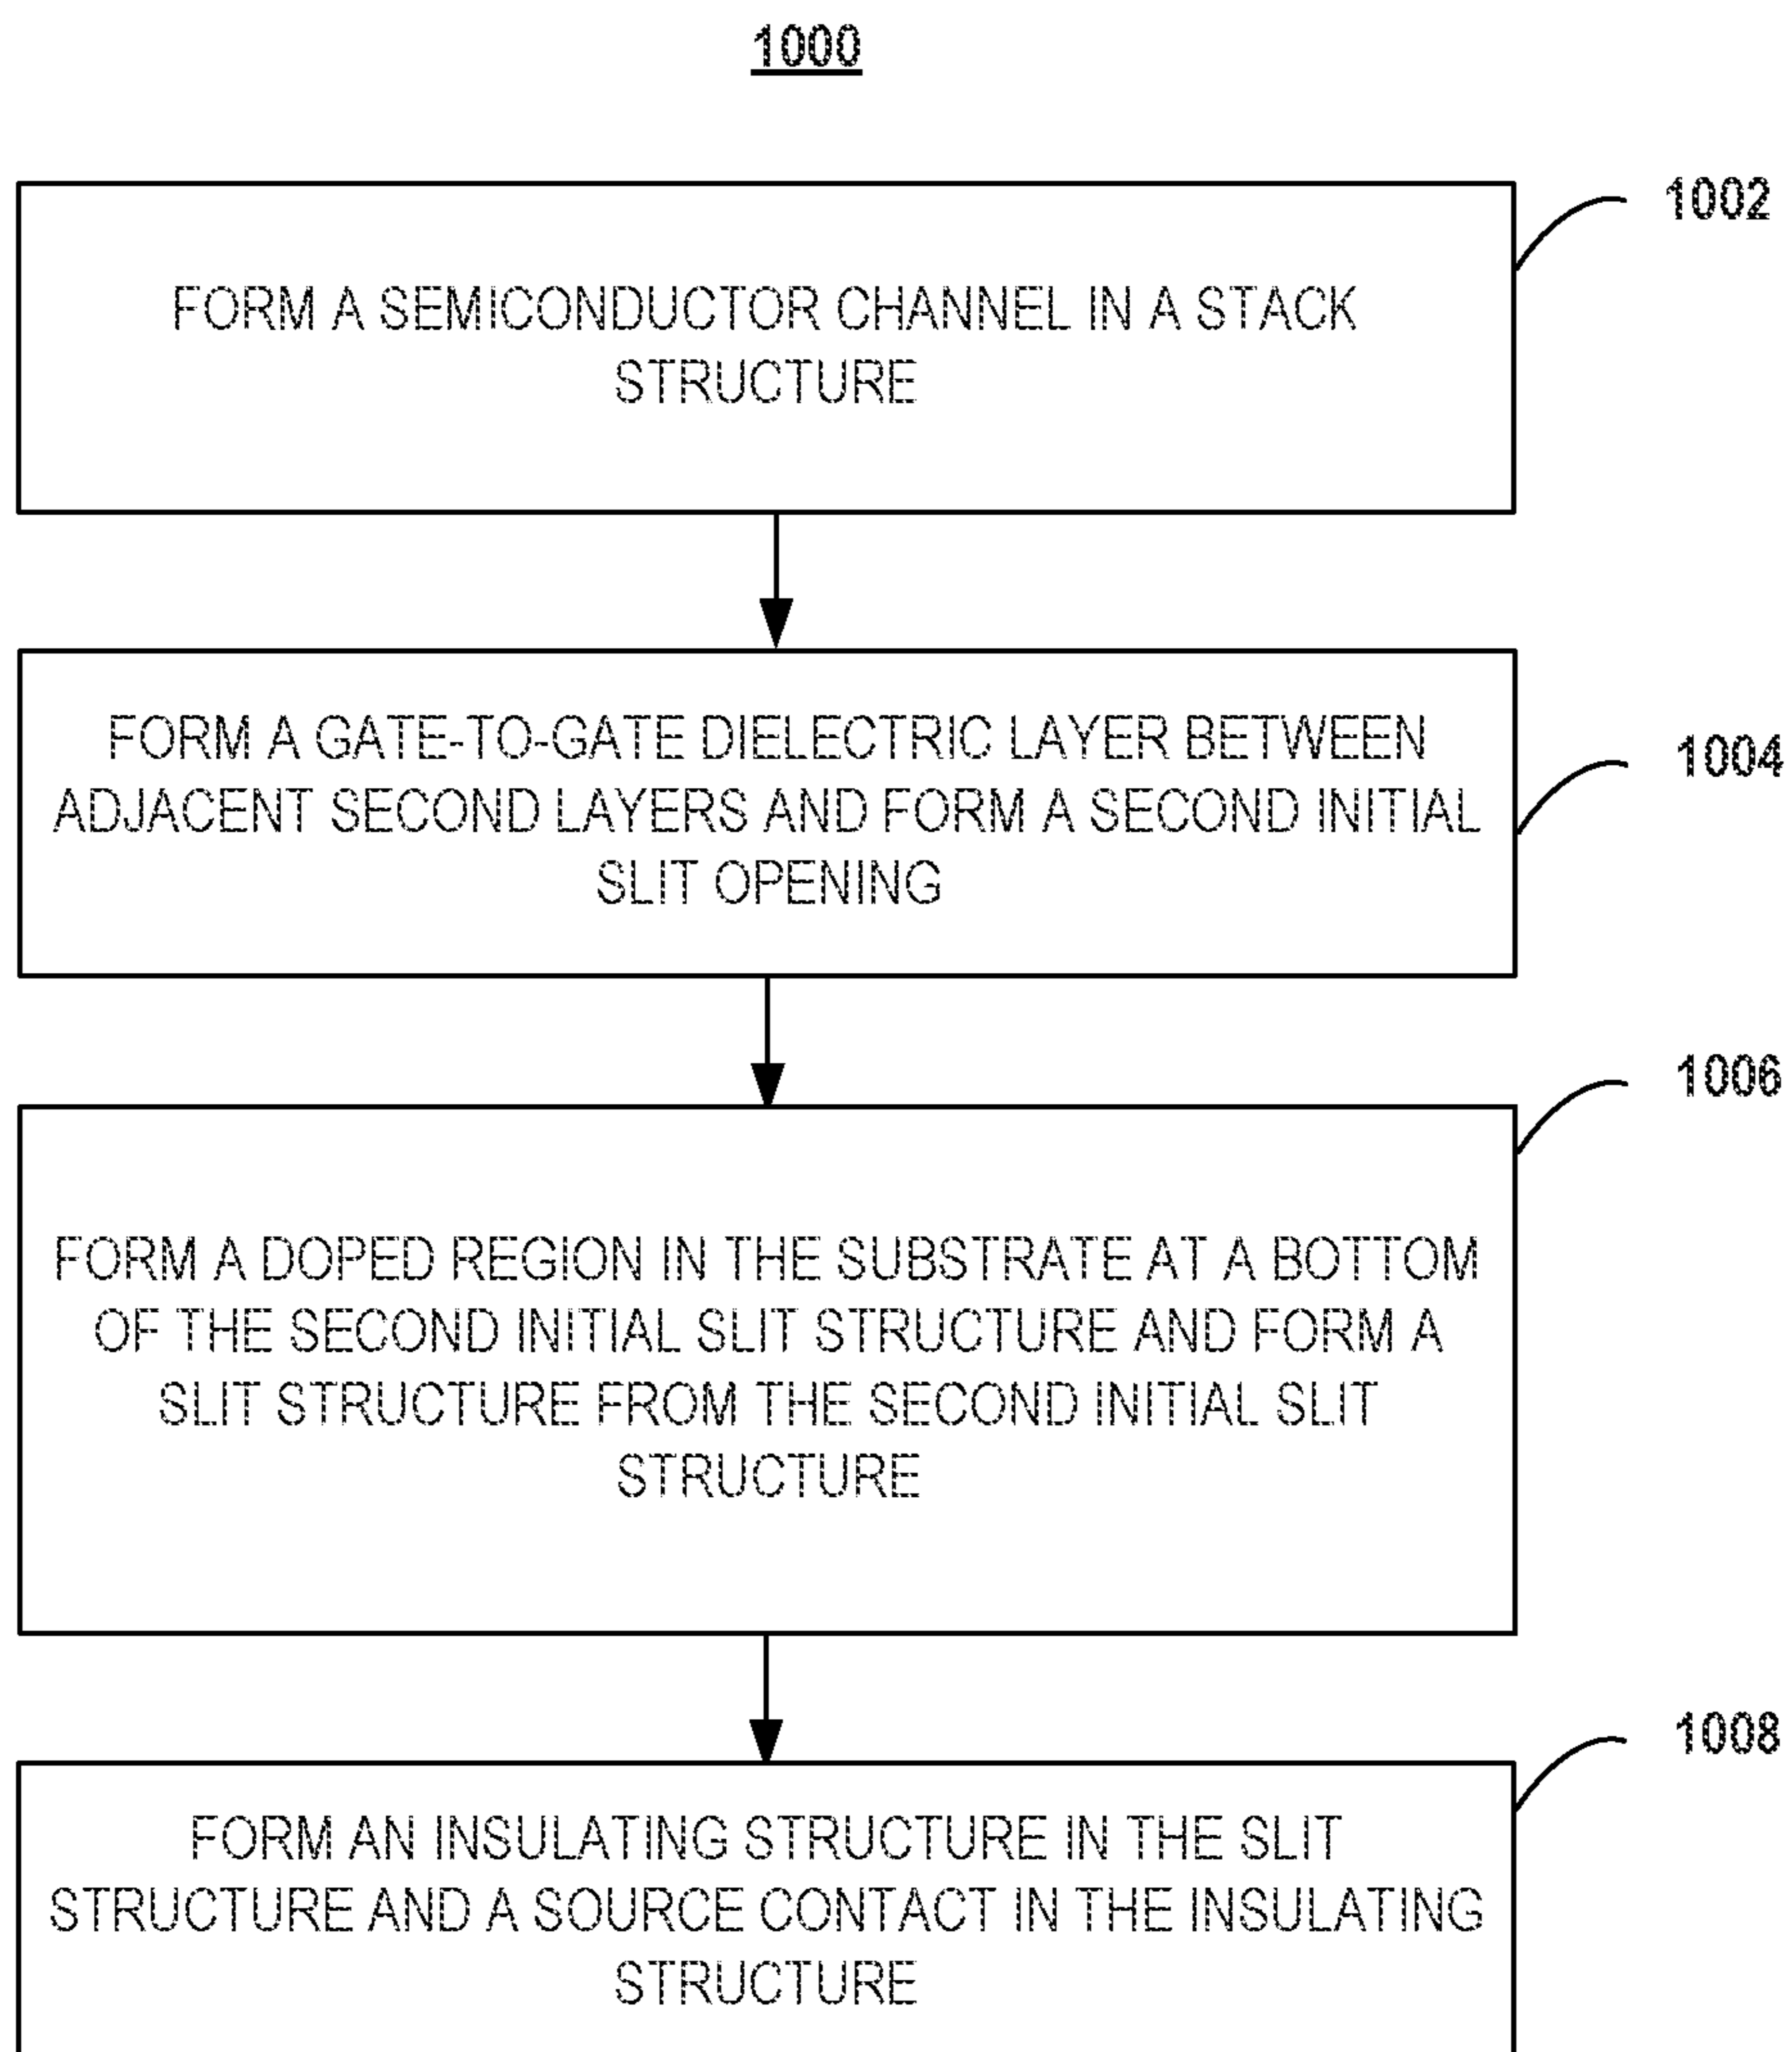 1000
1002
FORM A SEMICONDUCTOR CHANNEL IN A STACK
STRUCTURE
FORM A GATE-TO-GATE DIELECTRIC LAYER BETWEEN
1004
ADJACENT SECOND LAYERS AND FORM A SECOND INITIAL
SLIT OPENING
1006
FORM A DOPED REGION IN THE SUBSTRATE AT A BOTTOM
OF THE SECOND INITIAL SLIT STRUCTURE AND FORM A
SLIT STRUCTURE FROM THE SECOND INITIAL SLIT
STRUCTURE
1008
FORM AN INSULATING STRUCTURE IN THE SLIT
STRUCTURE AND A SOURCE CONTACT IN THE INSULATING
STRUCTURE